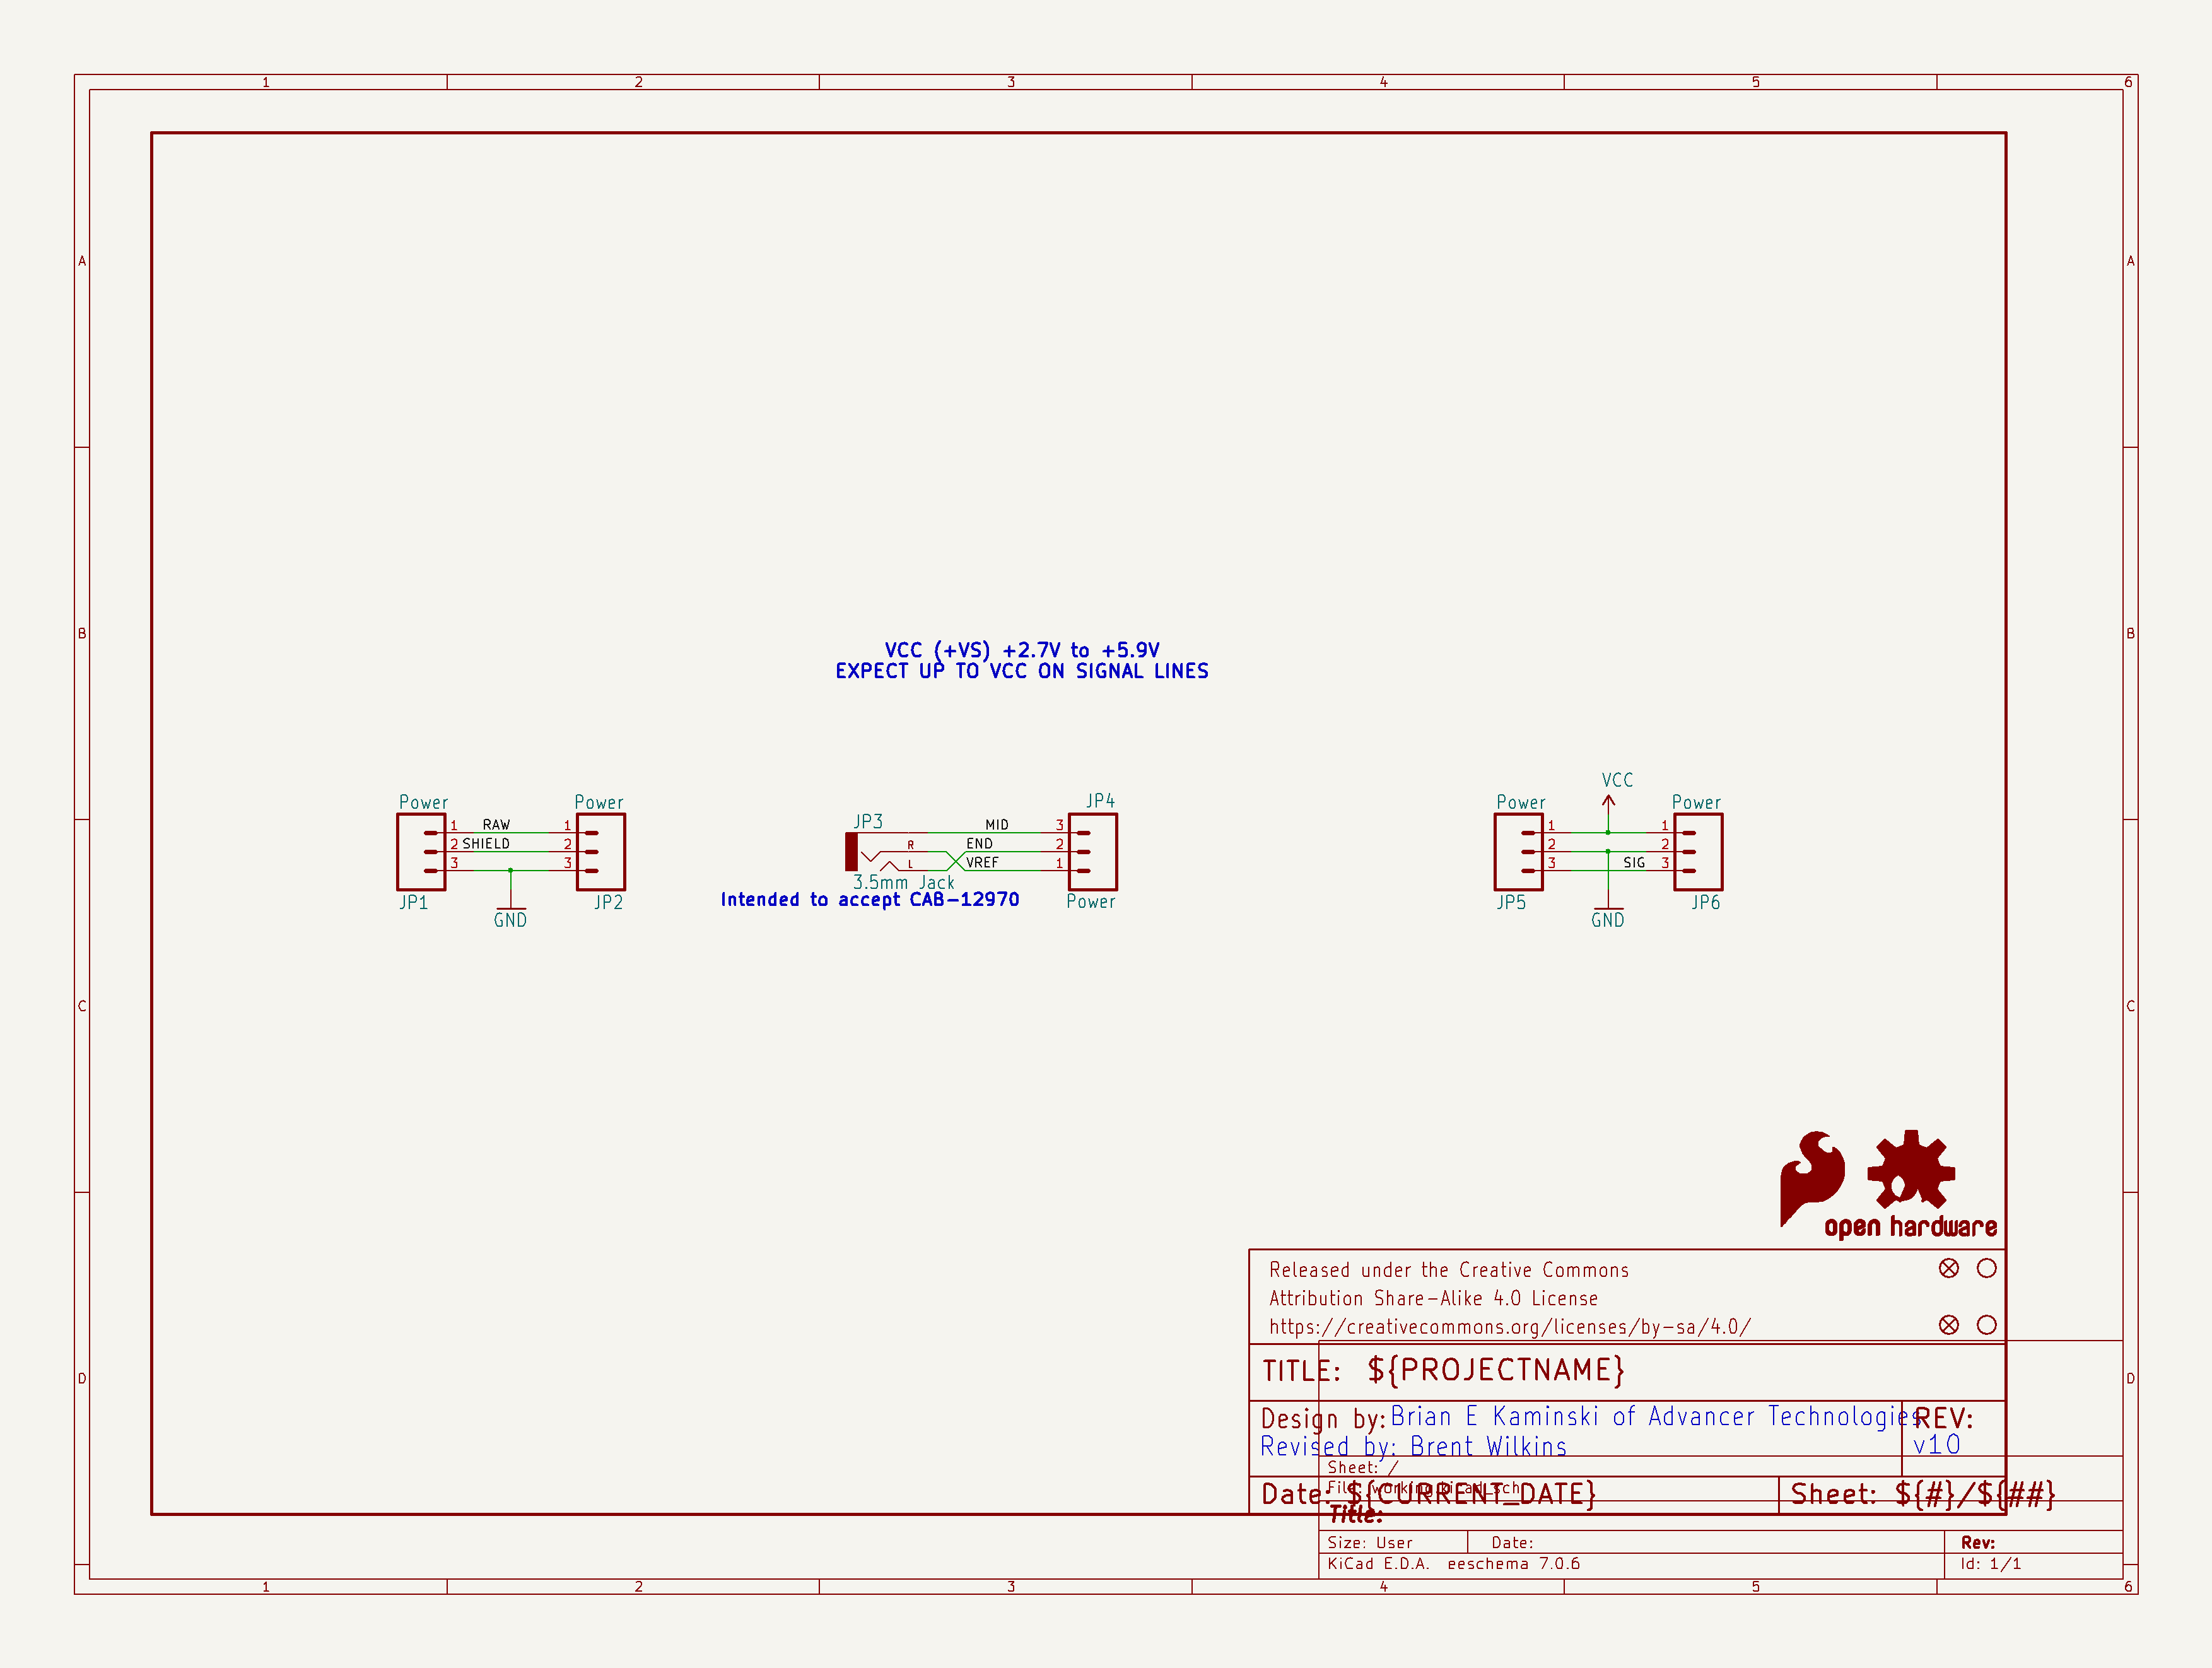 1 2 3 4 5 6
A A
B B
C C
D D
VCC (+VS) +2.7V to +5.9V
EXPECT UP TO VCC ON SIGNAL LINES
Power
1 RAW 1
2 SHIELD 2
3 3
JP1
GND
Power
JP2
JP3
R
L
3.5mm Jack
Intended to accept CAB-12970
JP4
MID 3
END 2
VREF 1
Power
VCC
Power
1 1
2 2
3 SIG 3
JP5
GND
Power
JP6
open hardware
Released under the Creative Commons
Attribution Share-Alike 4.0 License
https://creativecommons.org/licenses/by-sa/4.0/
TITLE: ${PROJECTNAME}
Design by: Brian E Kaminski of Advancer Technologies
REV:
Revised by: Brent Wilkins
v10
Sheet: /
File: working.kicad_sch
Date: ${CURRENT_DATE}
Sheet: ${#}/${##}
Title:
Size: User Date: Rev:
KiCad E.D.A. eeschema 7.0.6 Id: 1/1
1 2 3 4 5 6